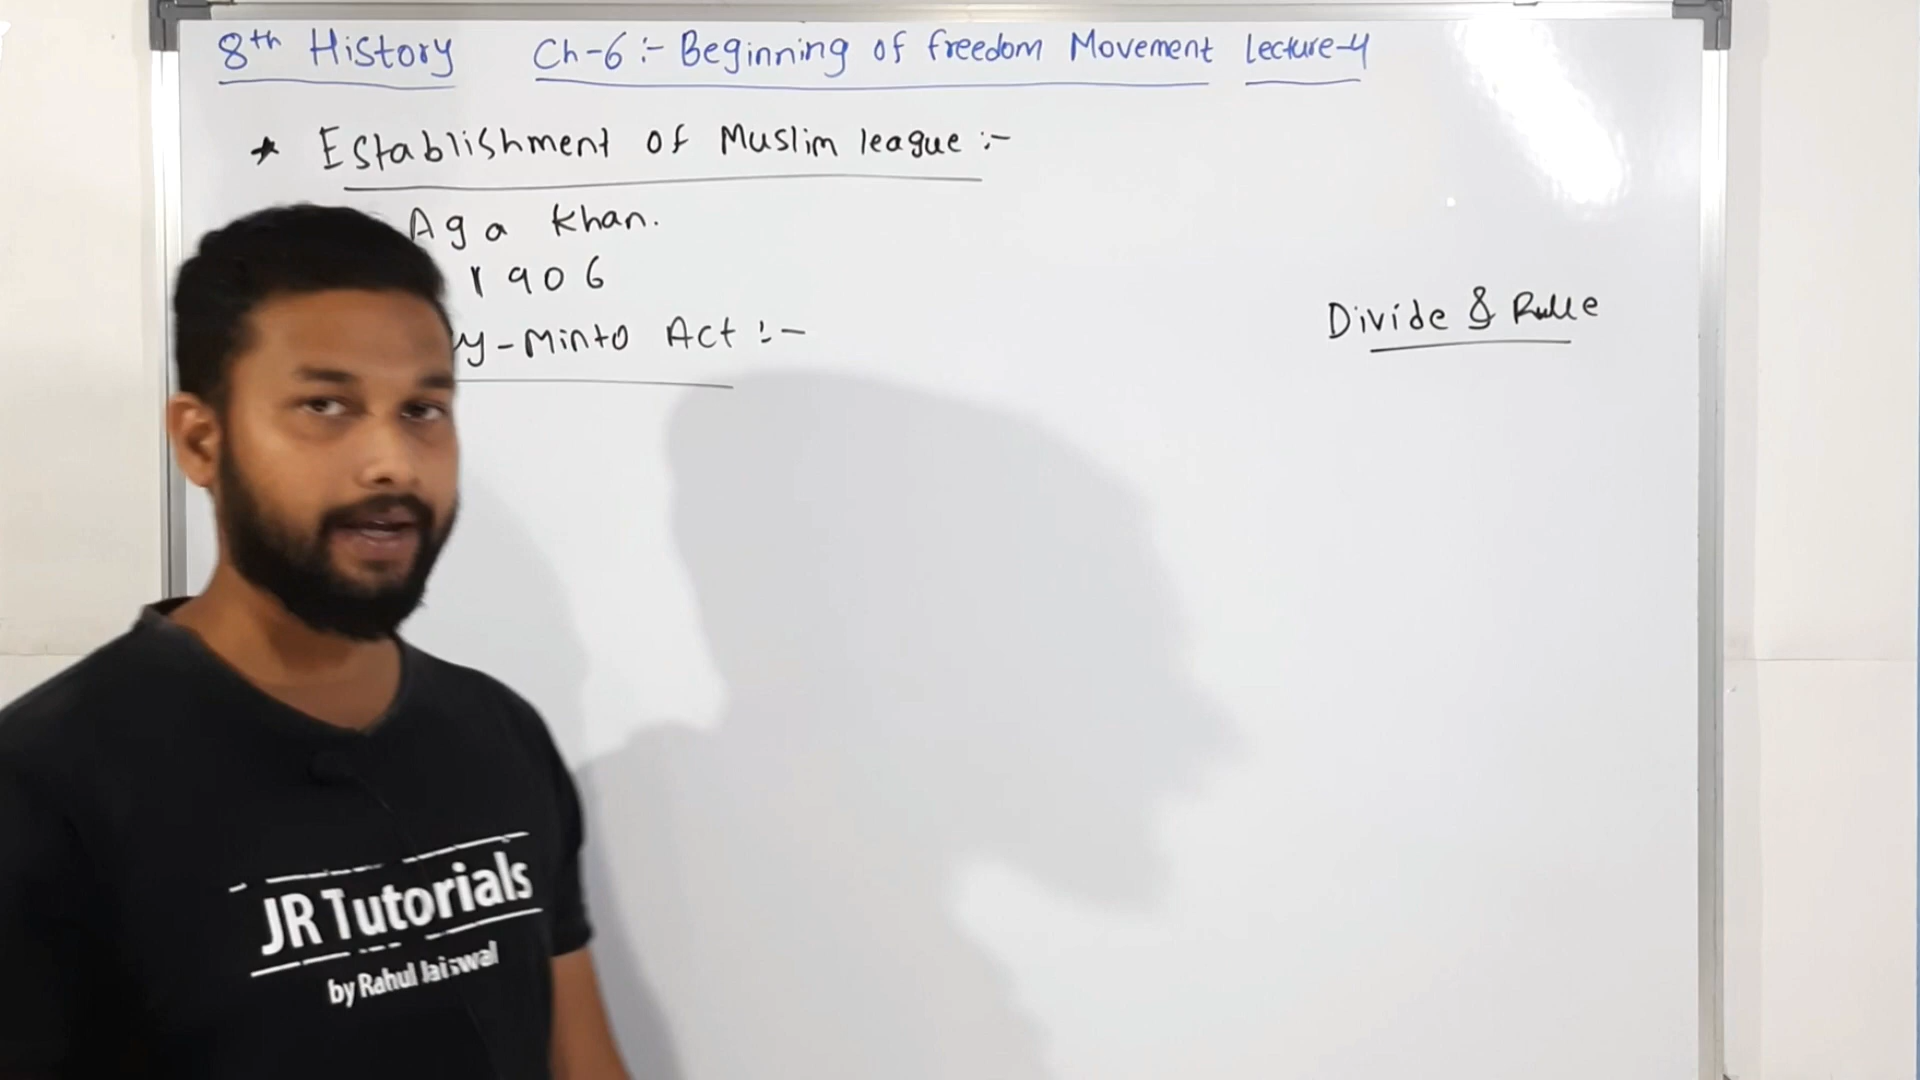 8th History Ch-6 :- Beginning of freedom Movement Lecture-4
* Establishment of Muslim league :-
Aga Khan.
1906
y-Minto Act :-
Divide & Rule
JR Tutorials
by Rahul Jaiswal